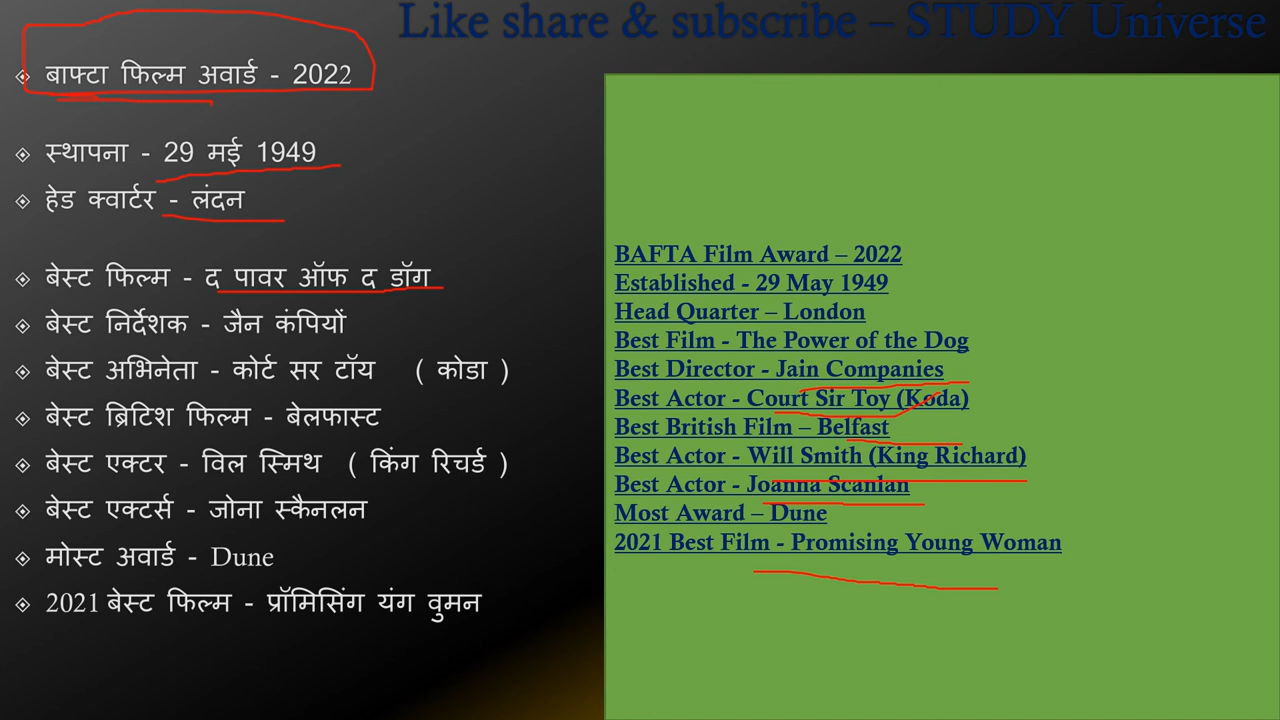 Like share & subscribe – STUDY Universe
बाफ्टा फिल्म अवार्ड - 2022
स्थापना - 29 मई 1949
हेड क्वार्टर - लंदन
बेस्ट फिल्म - द पावर ऑफ द डॉग
बेस्ट निर्देशक - जैन कंपियों
बेस्ट अभिनेता - कोर्ट सर टॉय ( कोडा )
बेस्ट ब्रिटिश फिल्म - बेलफास्ट
बेस्ट एक्टर - विल स्मिथ ( किंग रिचर्ड )
बेस्ट एक्टर्स - जोना स्कैनलन
मोस्ट अवार्ड - Dune
2021 बेस्ट फिल्म - प्रॉमिसिंग यंग वुमन
BAFTA Film Award – 2022
Established - 29 May 1949
Head Quarter – London
Best Film - The Power of the Dog
Best Director - Jain Companies
Best Actor - Court Sir Toy (Koda)
Best British Film – Belfast
Best Actor - Will Smith (King Richard)
Best Actor - Joanna Scanlan
Most Award – Dune
2021 Best Film - Promising Young Woman